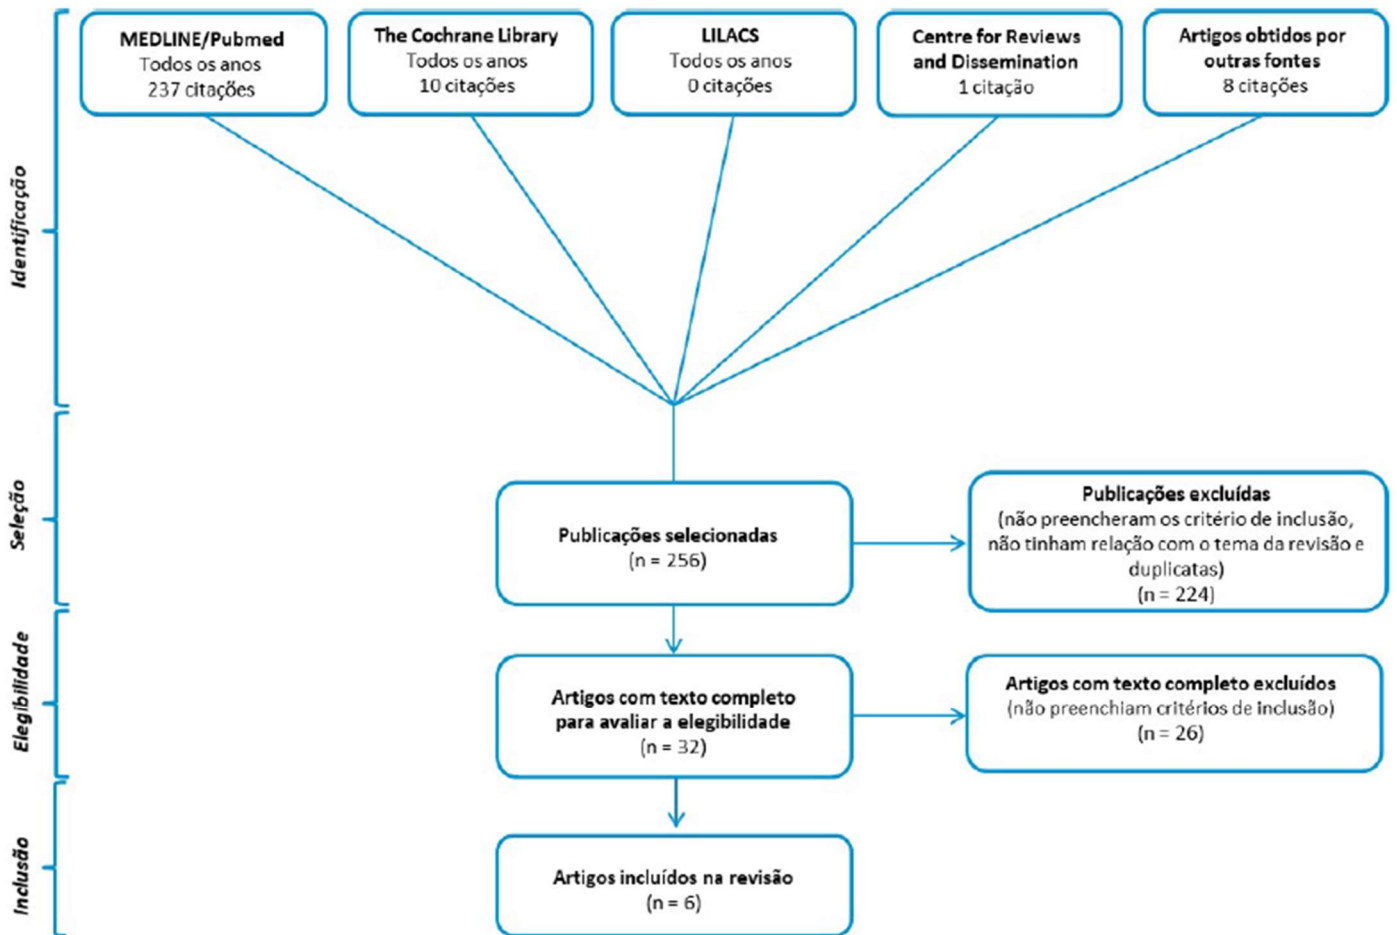 Identificação
MEDLINE/Pubmed
Todos os anos
237 citações
The Cochrane Library
Todos os anos
10 citações
LILACS
Todos os anos
0 citações
Centre for Reviews
and Dissemination
1 citação
Artigos obtidos por
outras fontes
8 citações
Seleção
Publicações selecionadas
(n = 256)
Publicações excluídas
(não preencheram os critério de inclusão,
não tinham relação com o tema da revisão e
duplicatas)
(n = 224)
Elegibilidade
Artigos com texto completo
para avaliar a elegibilidade
(n = 32)
Artigos com texto completo excluídos
(não preenchiam critérios de inclusão)
(n = 26)
Inclusão
Artigos incluídos na revisão
(n = 6)